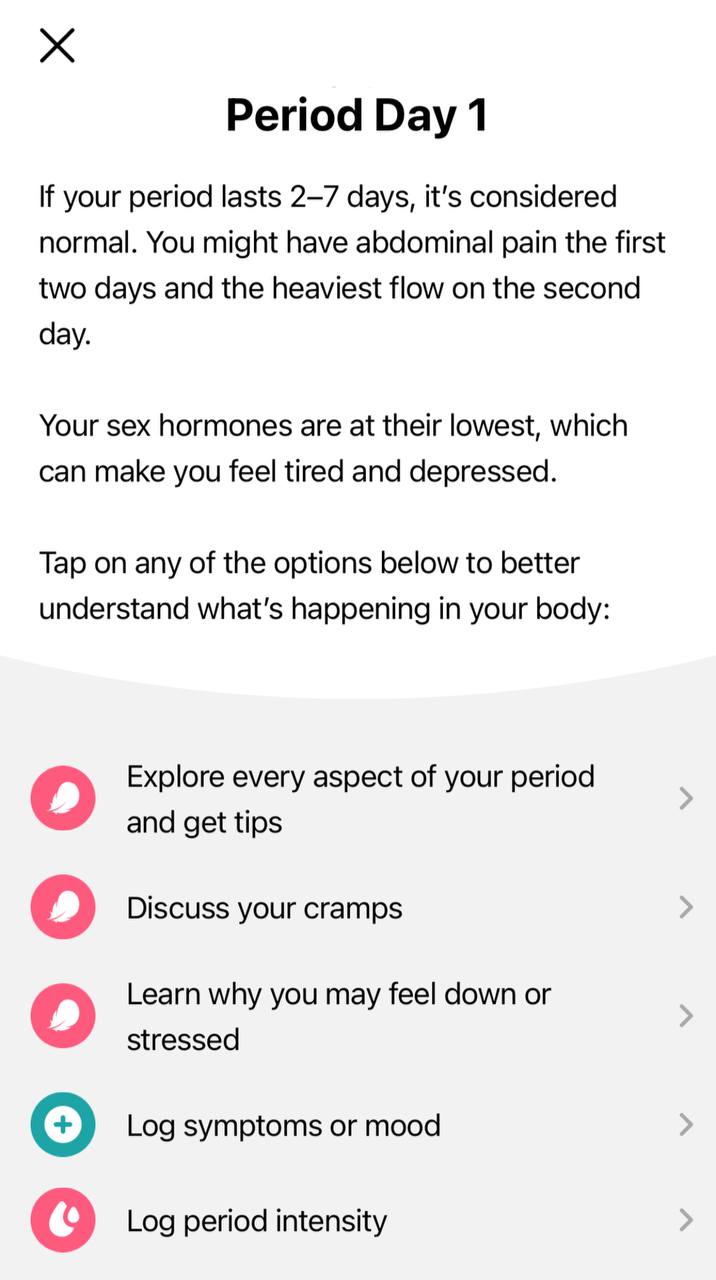 Period Day 1
If your period lasts 2–7 days, it’s considered
normal. You might have abdominal pain the first
two days and the heaviest flow on the second
day.
Your sex hormones are at their lowest, which
can make you feel tired and depressed.
Tap on any of the options below to better
understand what’s happening in your body:
Explore every aspect of your period
and get tips
Discuss your cramps
Learn why you may feel down or
stressed
Log symptoms or mood
Log period intensity